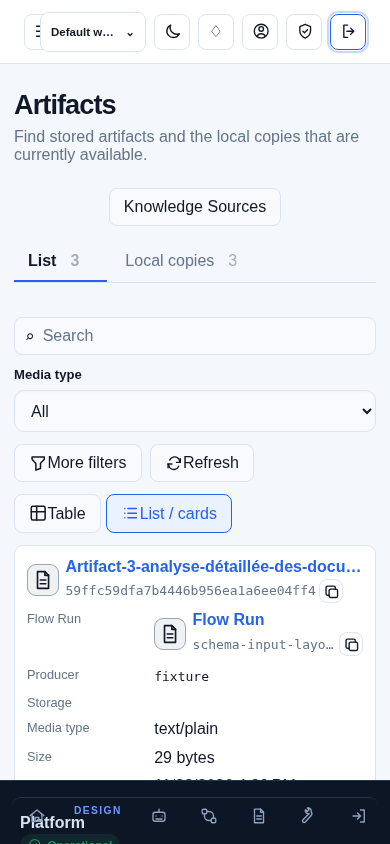 Default w...
Artifacts
Find stored artifacts and the local copies that are
currently available.
Knowledge Sources
List 3
Local copies 3
Search
Media type
All
More filters
Refresh
Table
List / cards
Artifact-3-analyse-détaillée-des-docu...
59ffc59dfa7b4446b956ea1a6ee04ff4
Flow Run
Flow Run
schema-input-layo...
Producer
fixture
Storage
Media type
text/plain
Size
29 bytes
DESIGN
Platform
Operational